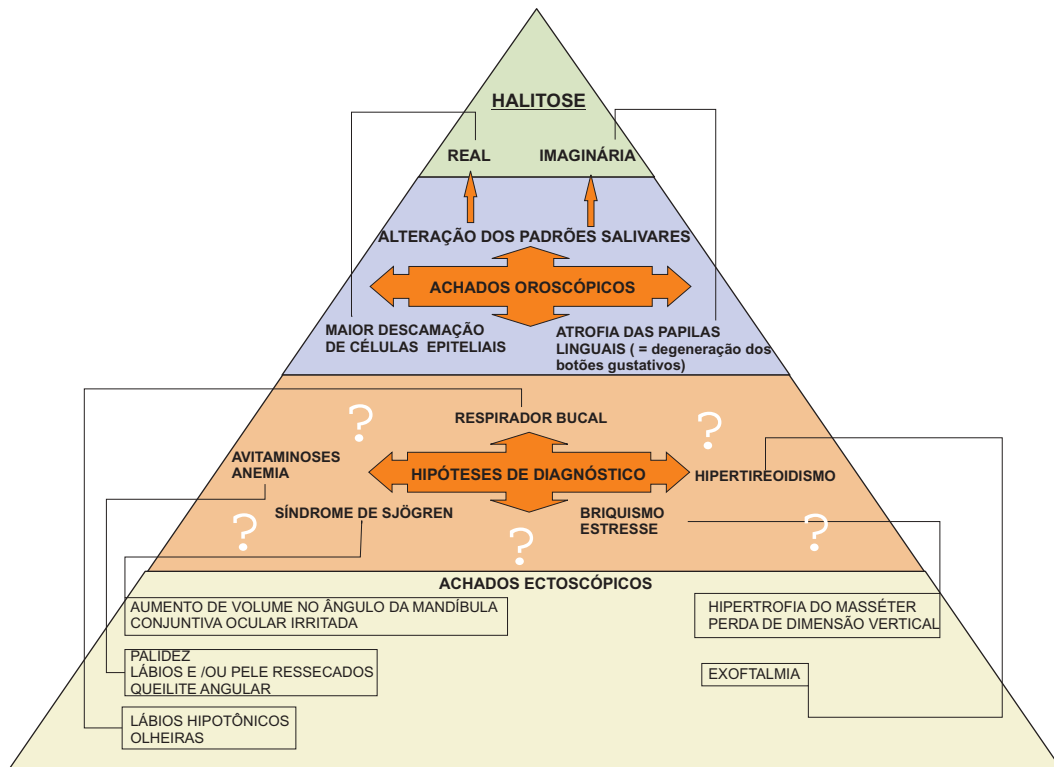 HALITOSE
REAL
IMAGINÁRIA
ALTERAÇÃO DOS PADRÕES SALIVARES
ACHADOS OROSCÓPICOS
MAIOR DESCAMAÇÃO
DE CÉLULAS EPITELIAIS
ATROFIA DAS PAPILAS
LINGUAIS ( = degeneração dos
botões gustativos)
?
?
RESPIRADOR BUCAL
AVITAMINOSES
ANEMIA
HIPÓTESES DE DIAGNÓSTICO
HIPERTIREOIDISMO
SÍNDROME DE SJÖGREN
BRIQUISMO
ESTRESSE
?
?
?
ACHADOS ECTOSCÓPICOS
AUMENTO DE VOLUME NO ÂNGULO DA MANDÍBULA
CONJUNTIVA OCULAR IRRITADA
HIPERTROFIA DO MASSÉTER
PERDA DE DIMENSÃO VERTICAL
PALIDEZ
LÁBIOS E /OU PELE RESSECADOS
QUEILITE ANGULAR
EXOFTALMIA
LÁBIOS HIPOTÔNICOS
OLHEIRAS